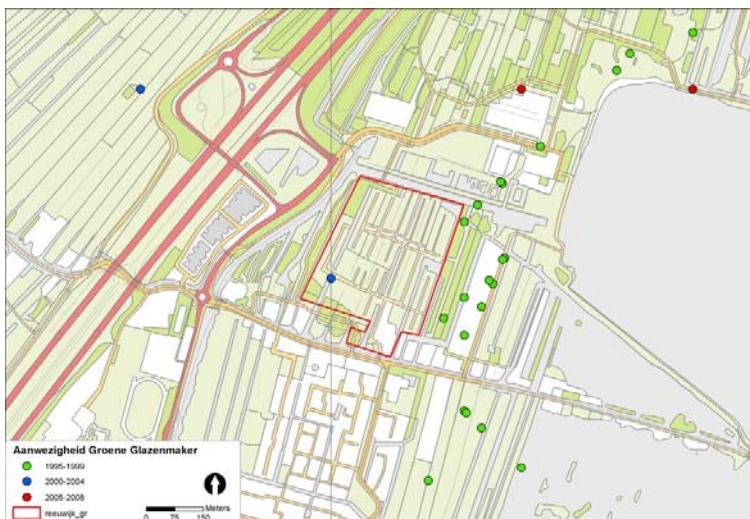 Aanwezigheid Groene Glazenmaker
1995-1999
2000-2004
2005-2008
reeuwijk_gr
0 75 150 Meters